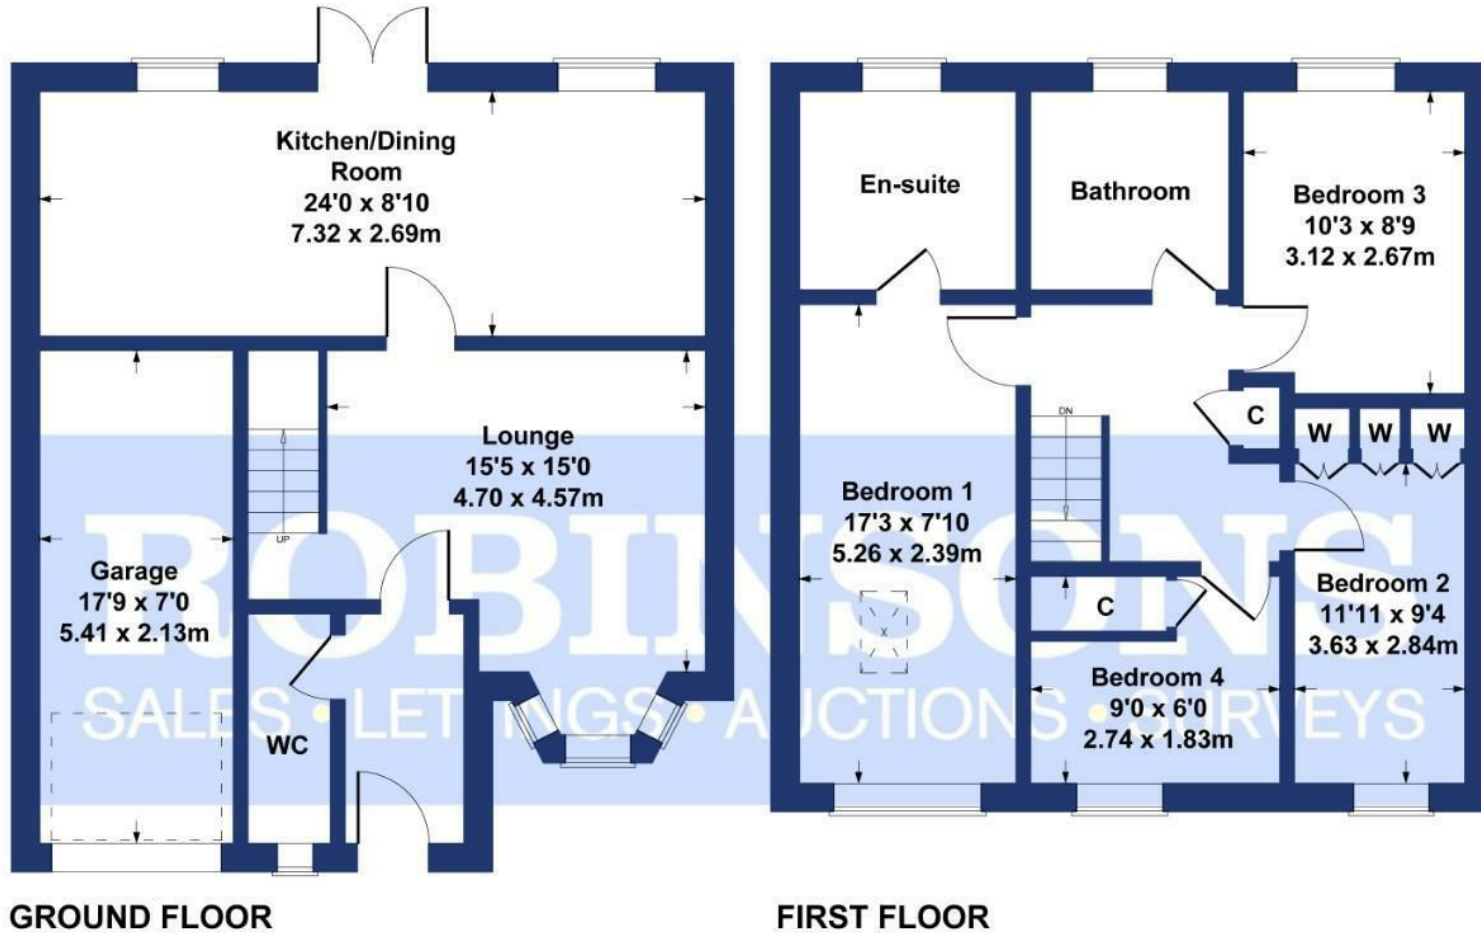 Kitchen/Dining
Room
24'0 x 8'10
7.32 x 2.69m
Lounge
15'5 x 15'0
4.70 x 4.57m
UP
Garage
17'9 x 7'0
5.41 x 2.13m
WC
GROUND FLOOR
En-suite
Bathroom
Bedroom 3
10'3 x 8'9
3.12 x 2.67m
DN
C
W W W
Bedroom 1
17'3 x 7'10
5.26 x 2.39m
X
C
Bedroom 2
11'11 x 9'4
3.63 x 2.84m
Bedroom 4
9'0 x 6'0
2.74 x 1.83m
FIRST FLOOR
ROBINSONS
SALES • LETTINGS • AUCTIONS • SURVEYS